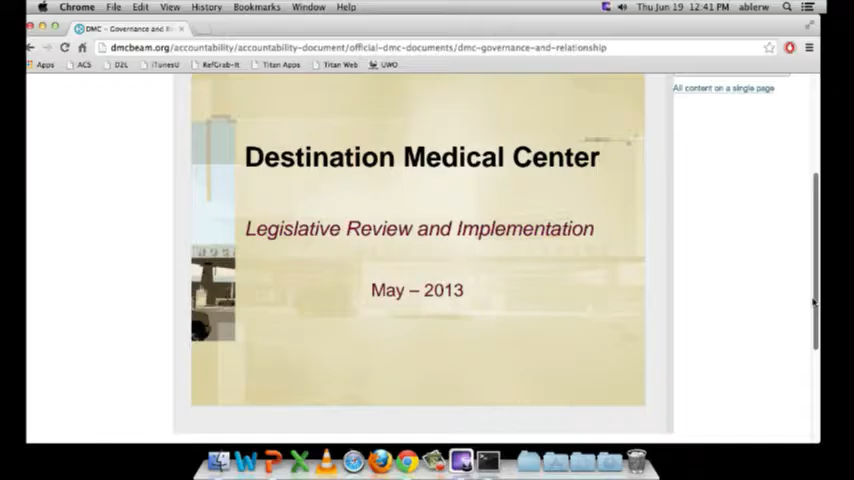 Chrome File Edit View History Bookmarks Window Help Thu Jun 19 12:41 PM ablerw
DMC – Governance and Re
dmcbeam.org/accountability/accountability-document/official-dmc-documents/dmc-governance-and-relationship
Apps ACS D2L iTunesU RefGrab-It Titan Apps Titan Web UWO
All content on a single page
Destination Medical Center
Legislative Review and Implementation
May – 2013